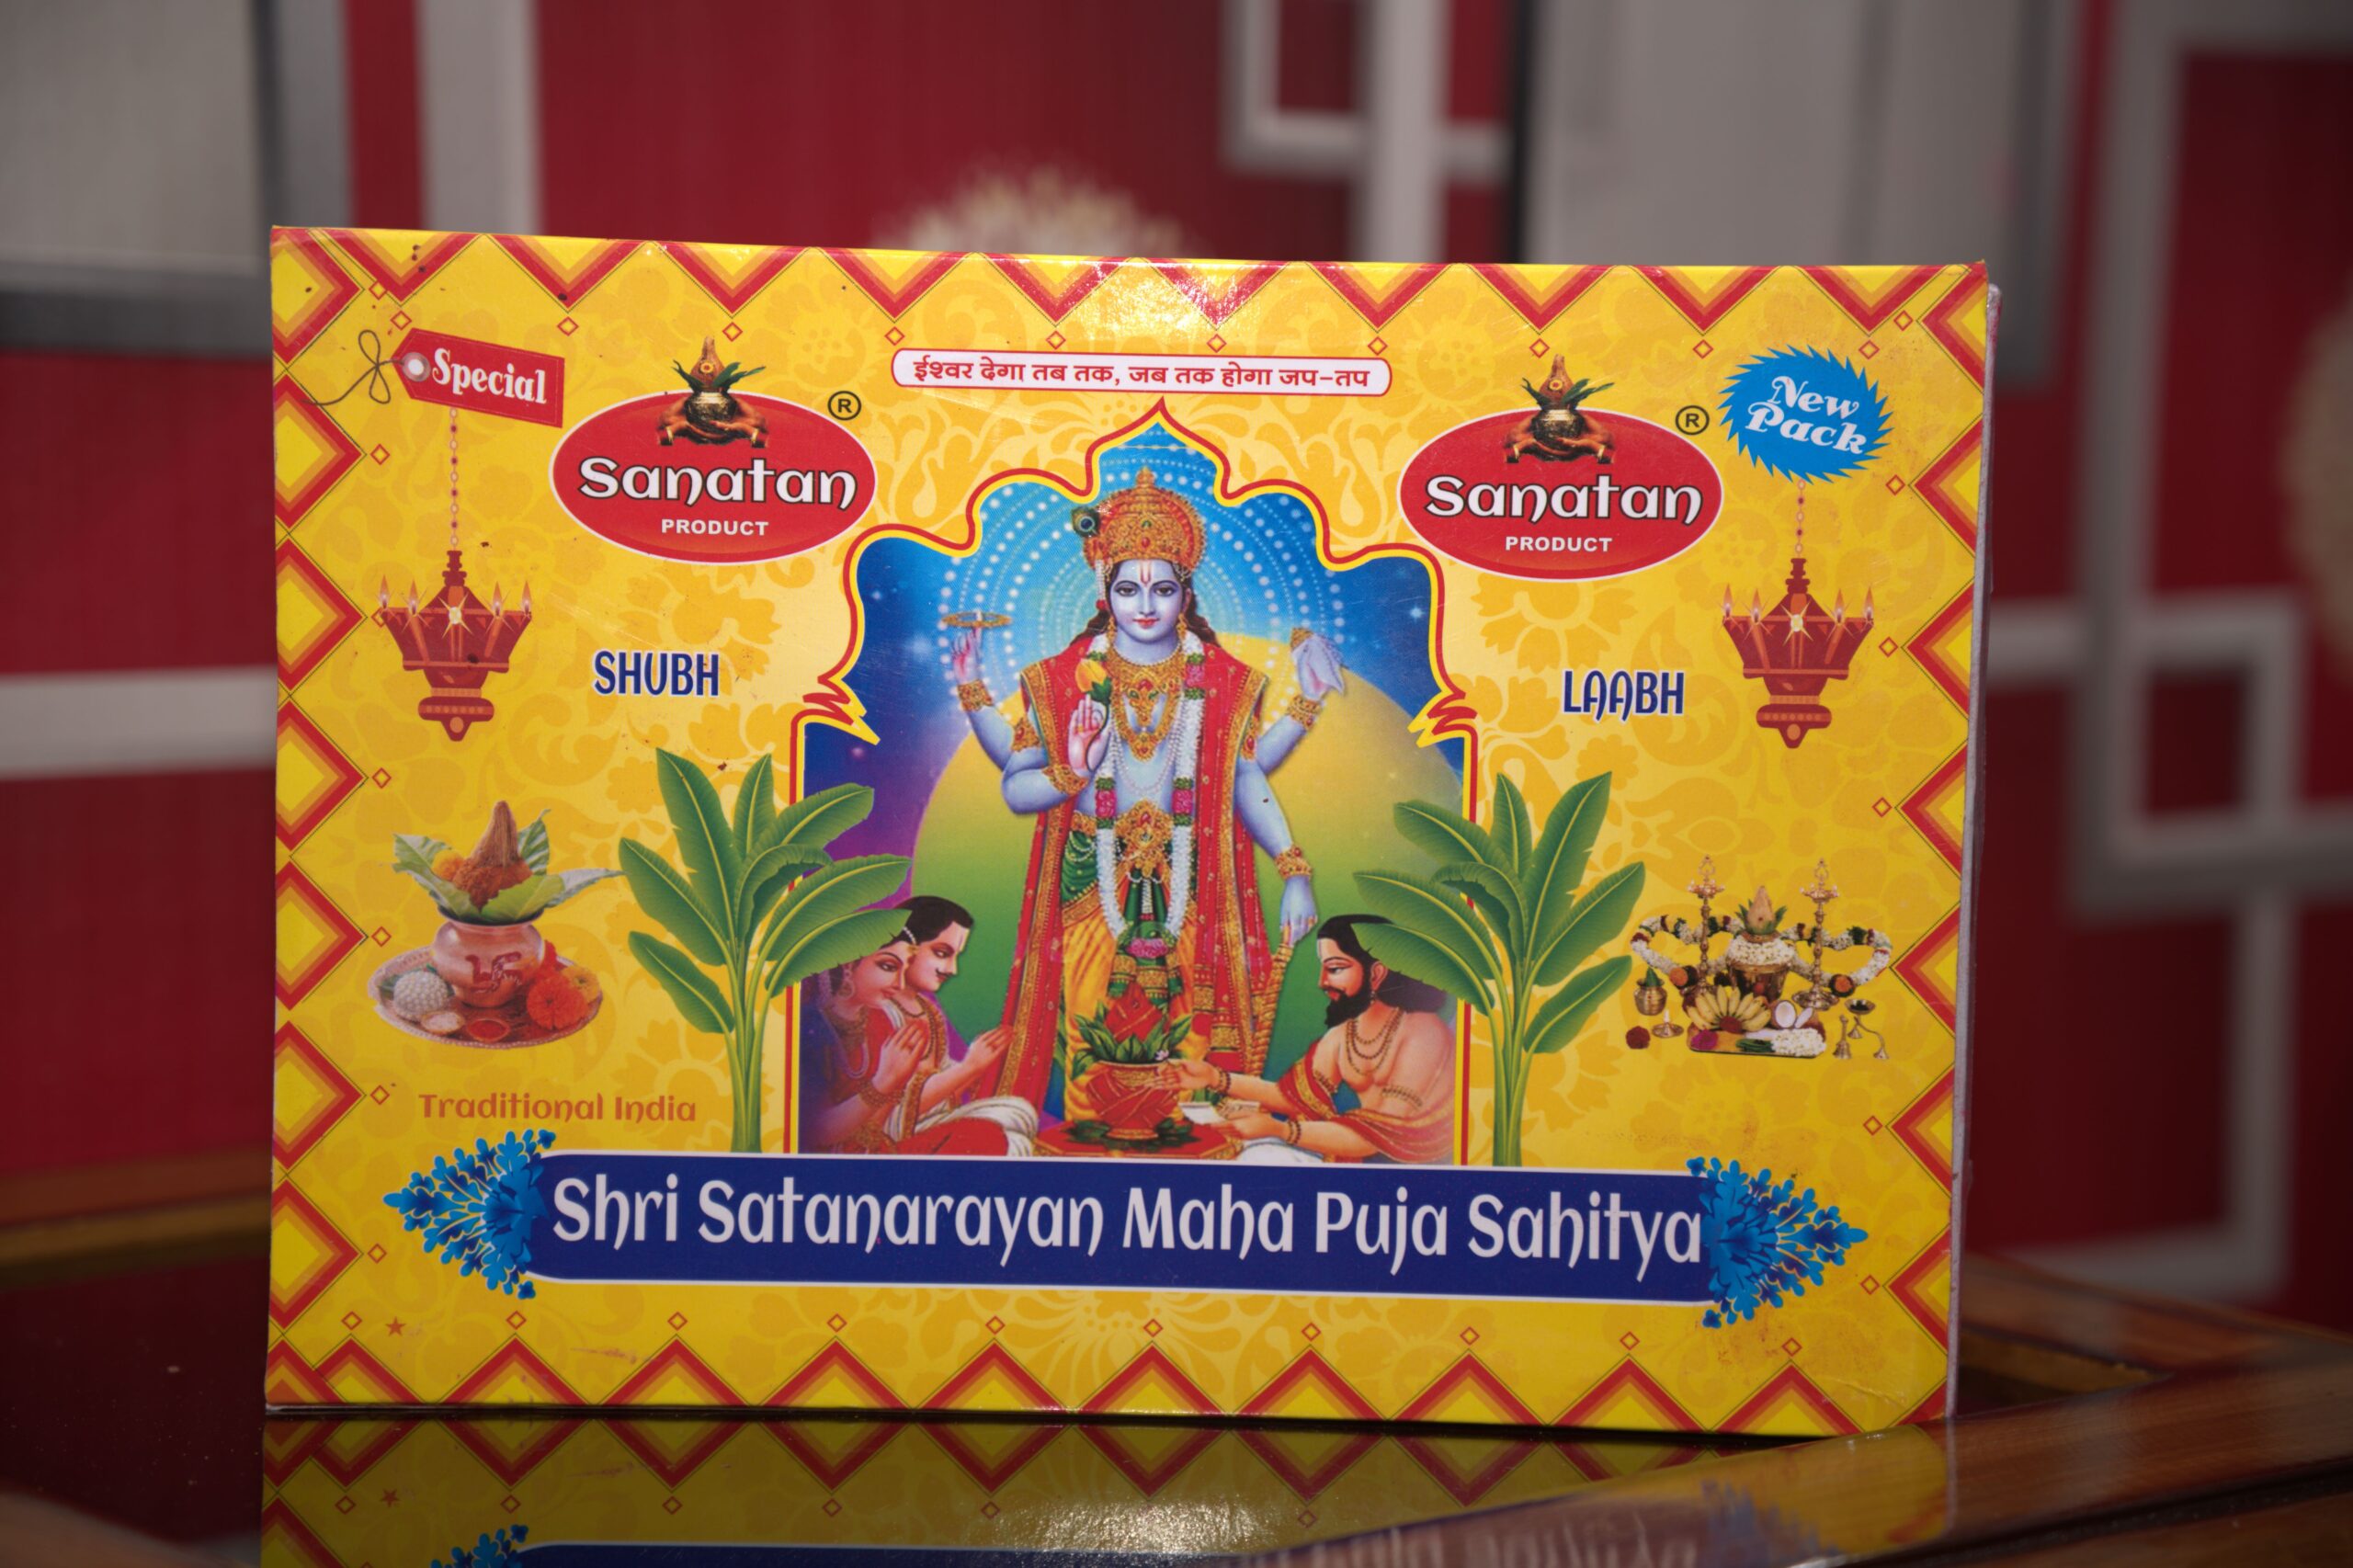 Special
ईश्वर देगा तब तक, जब तक होगा जप-तप
New
Pack
®
Sanatan
PRODUCT
®
Sanatan
PRODUCT
SHUBH
LAABH
Traditional India
Shri Satanarayan Maha Puja Sahitya